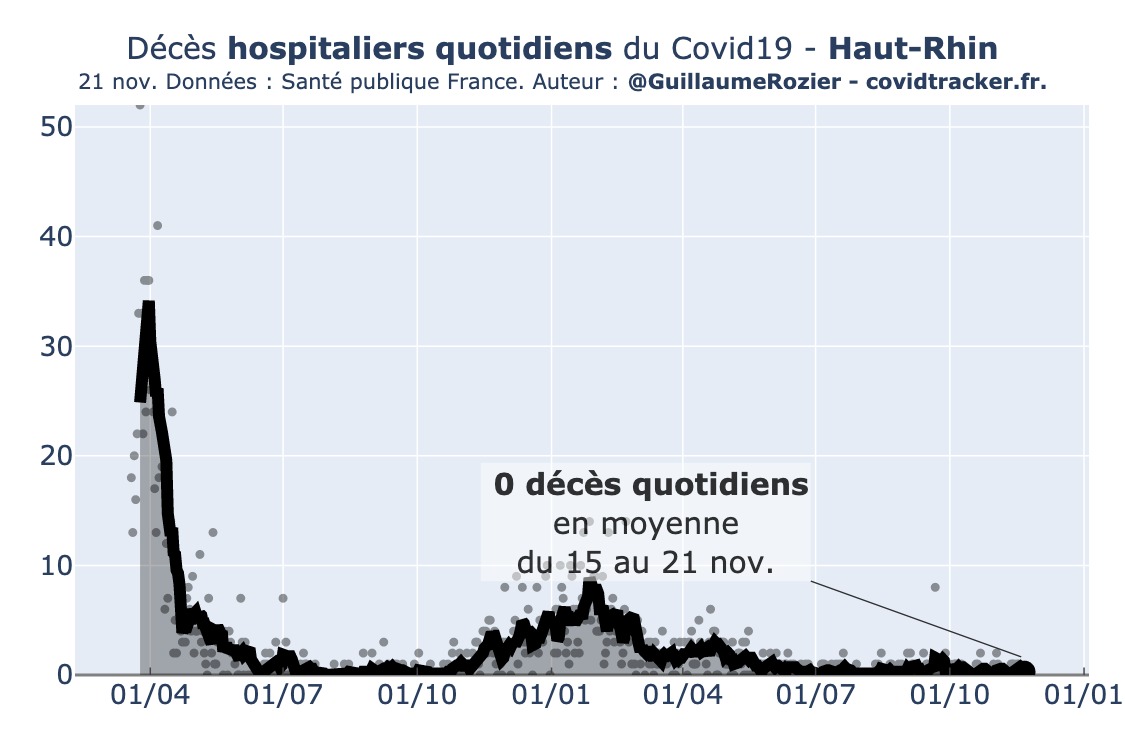 Décès hospitaliers quotidiens du Covid19 - Haut-Rhin
21 nov. Données : Santé publique France. Auteur : @GuillaumeRozier - covidtracker.fr.
50
40
30
20
10
0
0 décès quotidiens
en moyenne
du 15 au 21 nov.
01/04 01/07 01/10 01/01 01/04 01/07 01/10 01/01